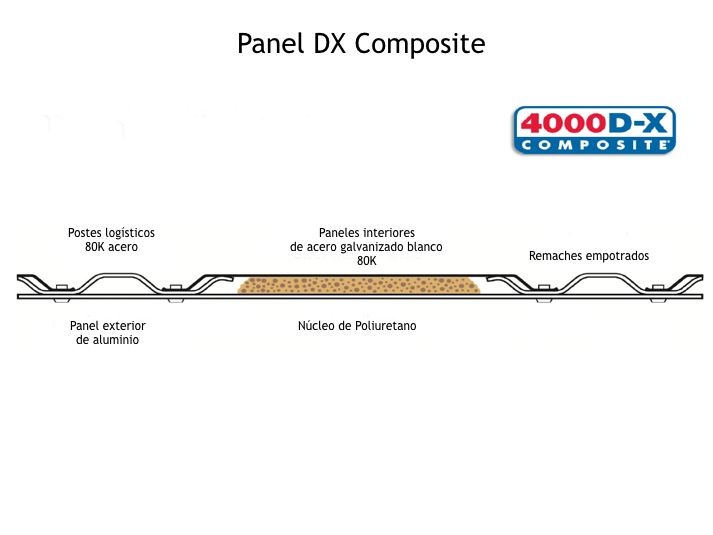 Panel DX Composite
4000D-X
COMPOSITE
Postes logísticos
80K acero
Paneles interiores
de acero galvanizado blanco
80K
Remaches empotrados
Panel exterior
de aluminio
Núcleo de Poliuretano